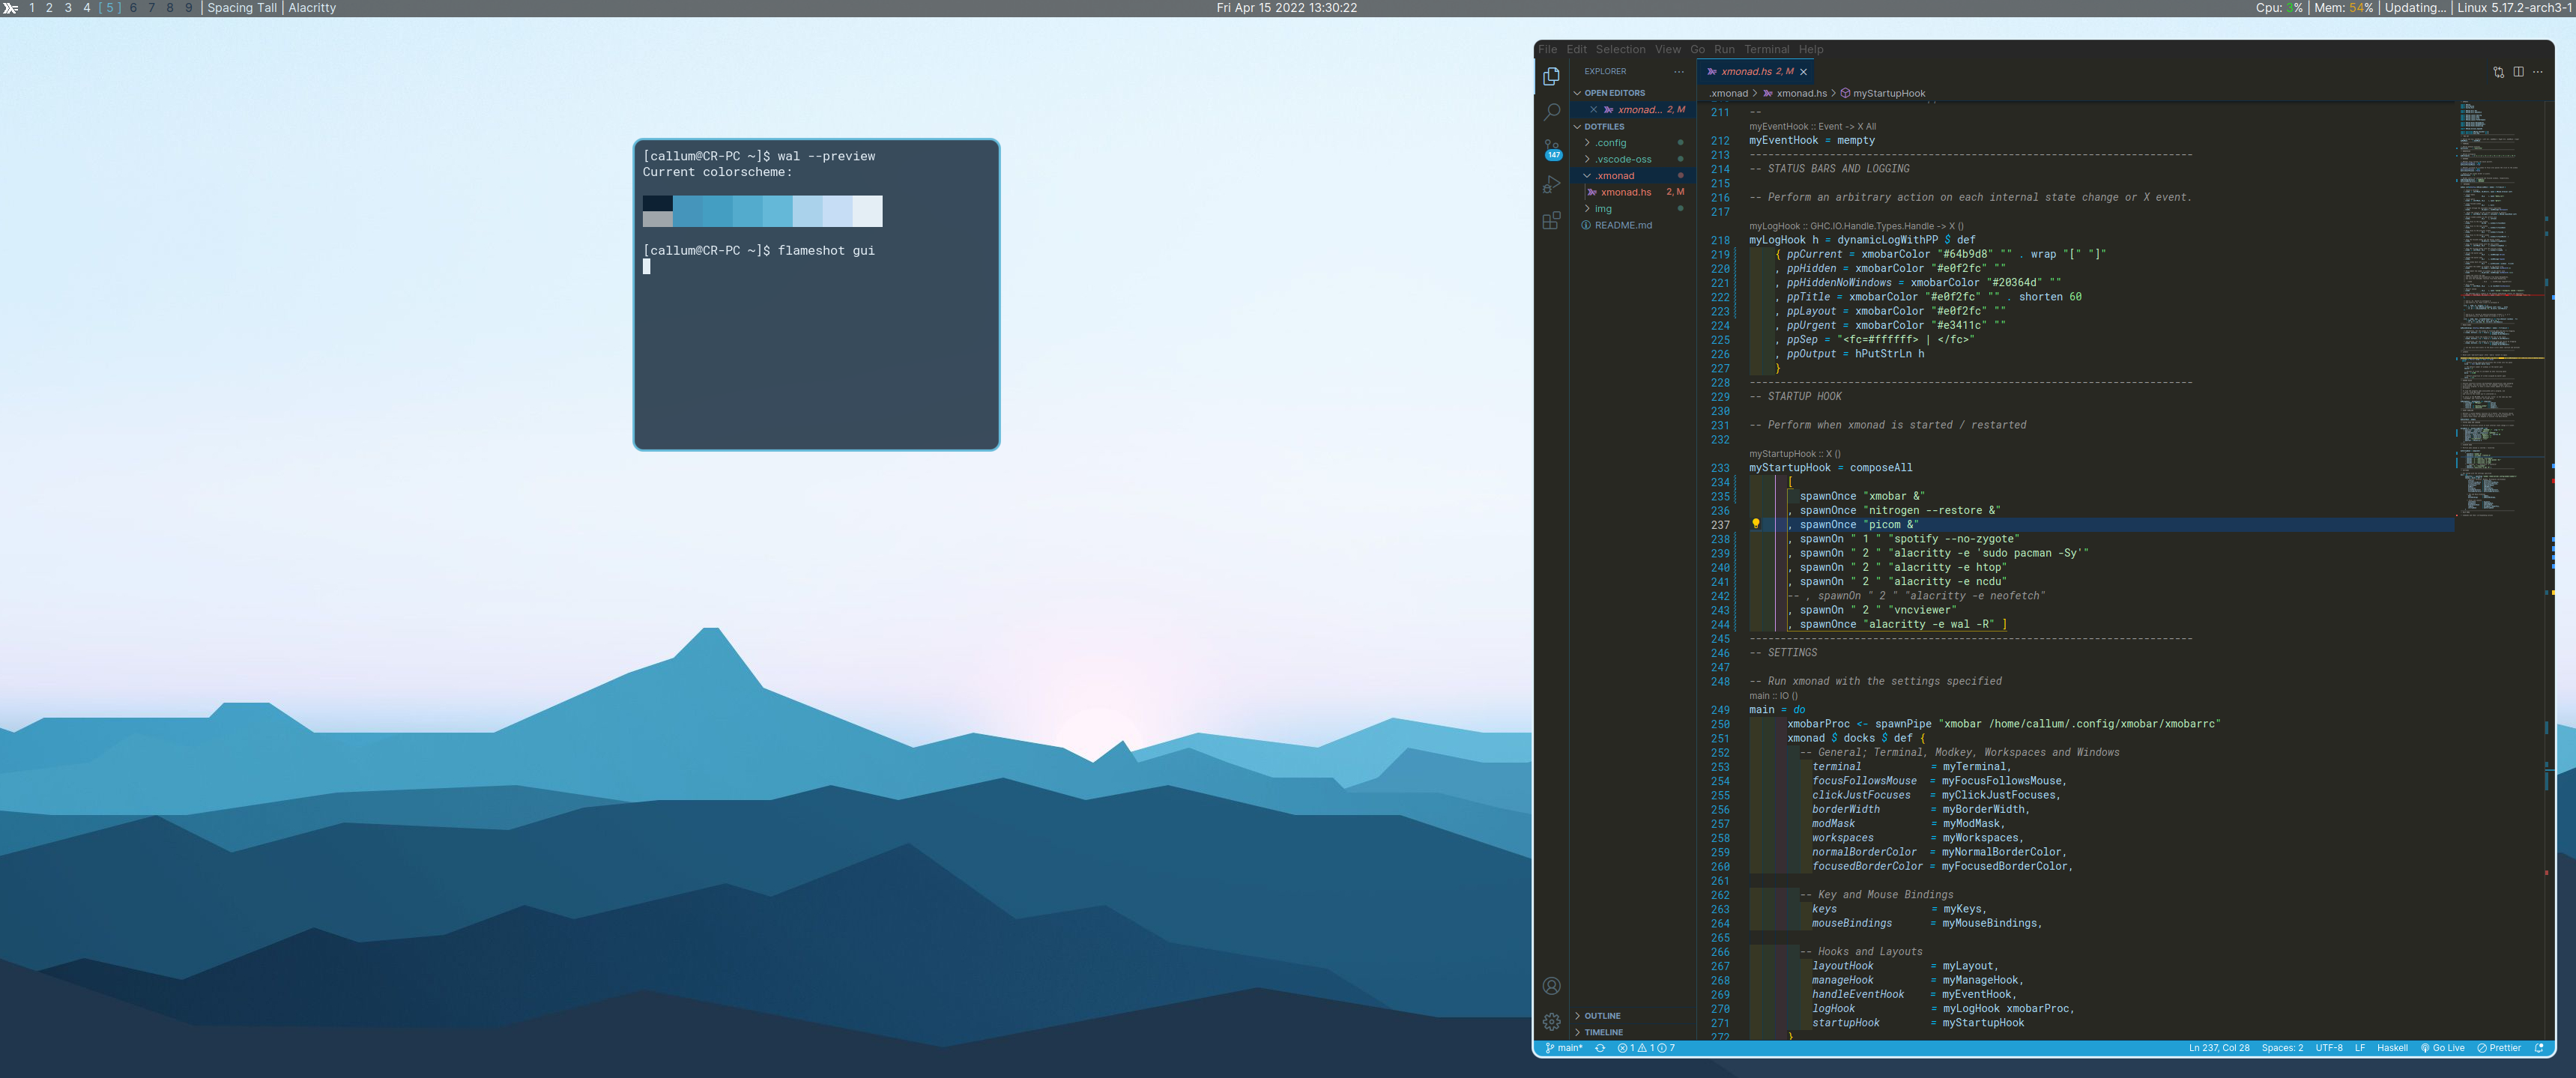 1 2 3 4 [ 5 ] 6 7 8 9 | Spacing Tall | Alacritty
Fri Apr 15 2022 13:30:22
Cpu: 3% | Mem: 54% | Updating... | Linux 5.17.2-arch3-1
[callum@CR-PC ~]$ wal --preview
Current colorscheme:
[callum@CR-PC ~]$ flameshot gui
File Edit Selection View Go Run Terminal Help
EXPLORER
OPEN EDITORS
xmonad... 2, M
DOTFILES
.config
.vscode-oss
.xmonad
xmonad.hs 2, M
img
README.md
147
OUTLINE
TIMELINE
xmonad.hs 2, M
.xmonad > xmonad.hs > myStartupHook
211 --
myEventHook :: Event -> X All
212 myEventHook = mempty
213 --------------------------------------------------------------------------
214 -- STATUS BARS AND LOGGING
215
216 -- Perform an arbitrary action on each internal state change or X event.
217
myLogHook :: GHC.IO.Handle.Types.Handle -> X ()
218 myLogHook h = dynamicLogWithPP $ def
219 { ppCurrent = xmobarColor "#64b9d8" "" . wrap "[" "]"
220 , ppHidden = xmobarColor "#e0f2fc" ""
221 , ppHiddenNoWindows = xmobarColor "#20364d" ""
222 , ppTitle = xmobarColor "#e0f2fc" "" . shorten 60
223 , ppLayout = xmobarColor "#e0f2fc" ""
224 , ppUrgent = xmobarColor "#e3411c" ""
225 , ppSep = "<fc=#ffffff> | </fc>"
226 , ppOutput = hPutStrLn h
227 }
228 --------------------------------------------------------------------------
229 -- STARTUP HOOK
230
231 -- Perform when xmonad is started / restarted
232
myStartupHook :: X ()
233 myStartupHook = composeAll
234 [
235 spawnOnce "xmobar &"
236 , spawnOnce "nitrogen --restore &"
237 , spawnOnce "picom &"
238 , spawnOn " 1 " "spotify --no-zygote"
239 , spawnOn " 2 " "alacritty -e 'sudo pacman -Sy'"
240 , spawnOn " 2 " "alacritty -e htop"
241 , spawnOn " 2 " "alacritty -e ncdu"
242 -- , spawnOn " 2 " "alacritty -e neofetch"
243 , spawnOn " 2 " "vncviewer"
244 , spawnOnce "alacritty -e wal -R" ]
245 --------------------------------------------------------------------------
246 -- SETTINGS
247
248 -- Run xmonad with the settings specified
main :: IO ()
249 main = do
250 xmobarProc <- spawnPipe "xmobar /home/callum/.config/xmobar/xmobarrc"
251 xmonad $ docks $ def {
252 -- General; Terminal, Modkey, Workspaces and Windows
253 terminal = myTerminal,
254 focusFollowsMouse = myFocusFollowsMouse,
255 clickJustFocuses = myClickJustFocuses,
256 borderWidth = myBorderWidth,
257 modMask = myModMask,
258 workspaces = myWorkspaces,
259 normalBorderColor = myNormalBorderColor,
260 focusedBorderColor = myFocusedBorderColor,
261
262 -- Key and Mouse Bindings
263 keys = myKeys,
264 mouseBindings = myMouseBindings,
265
266 -- Hooks and Layouts
267 layoutHook = myLayout,
268 manageHook = myManageHook,
269 handleEventHook = myEventHook,
270 logHook = myLogHook xmobarProc,
271 startupHook = myStartupHook
272 }
main* 1 1 7
Ln 237, Col 28 Spaces: 2 UTF-8 LF Haskell Go Live Prettier